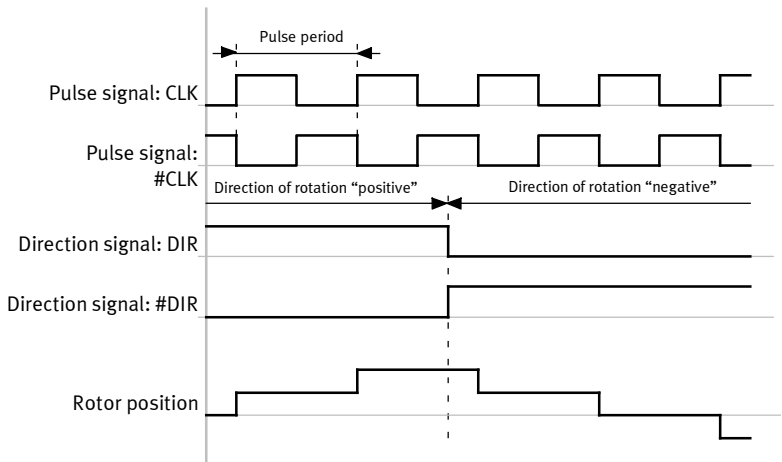 Pulse period
Pulse signal: CLK
Pulse signal:
#CLK
Direction of rotation “positive”
Direction of rotation “negative”
Direction signal: DIR
Direction signal: #DIR
Rotor position